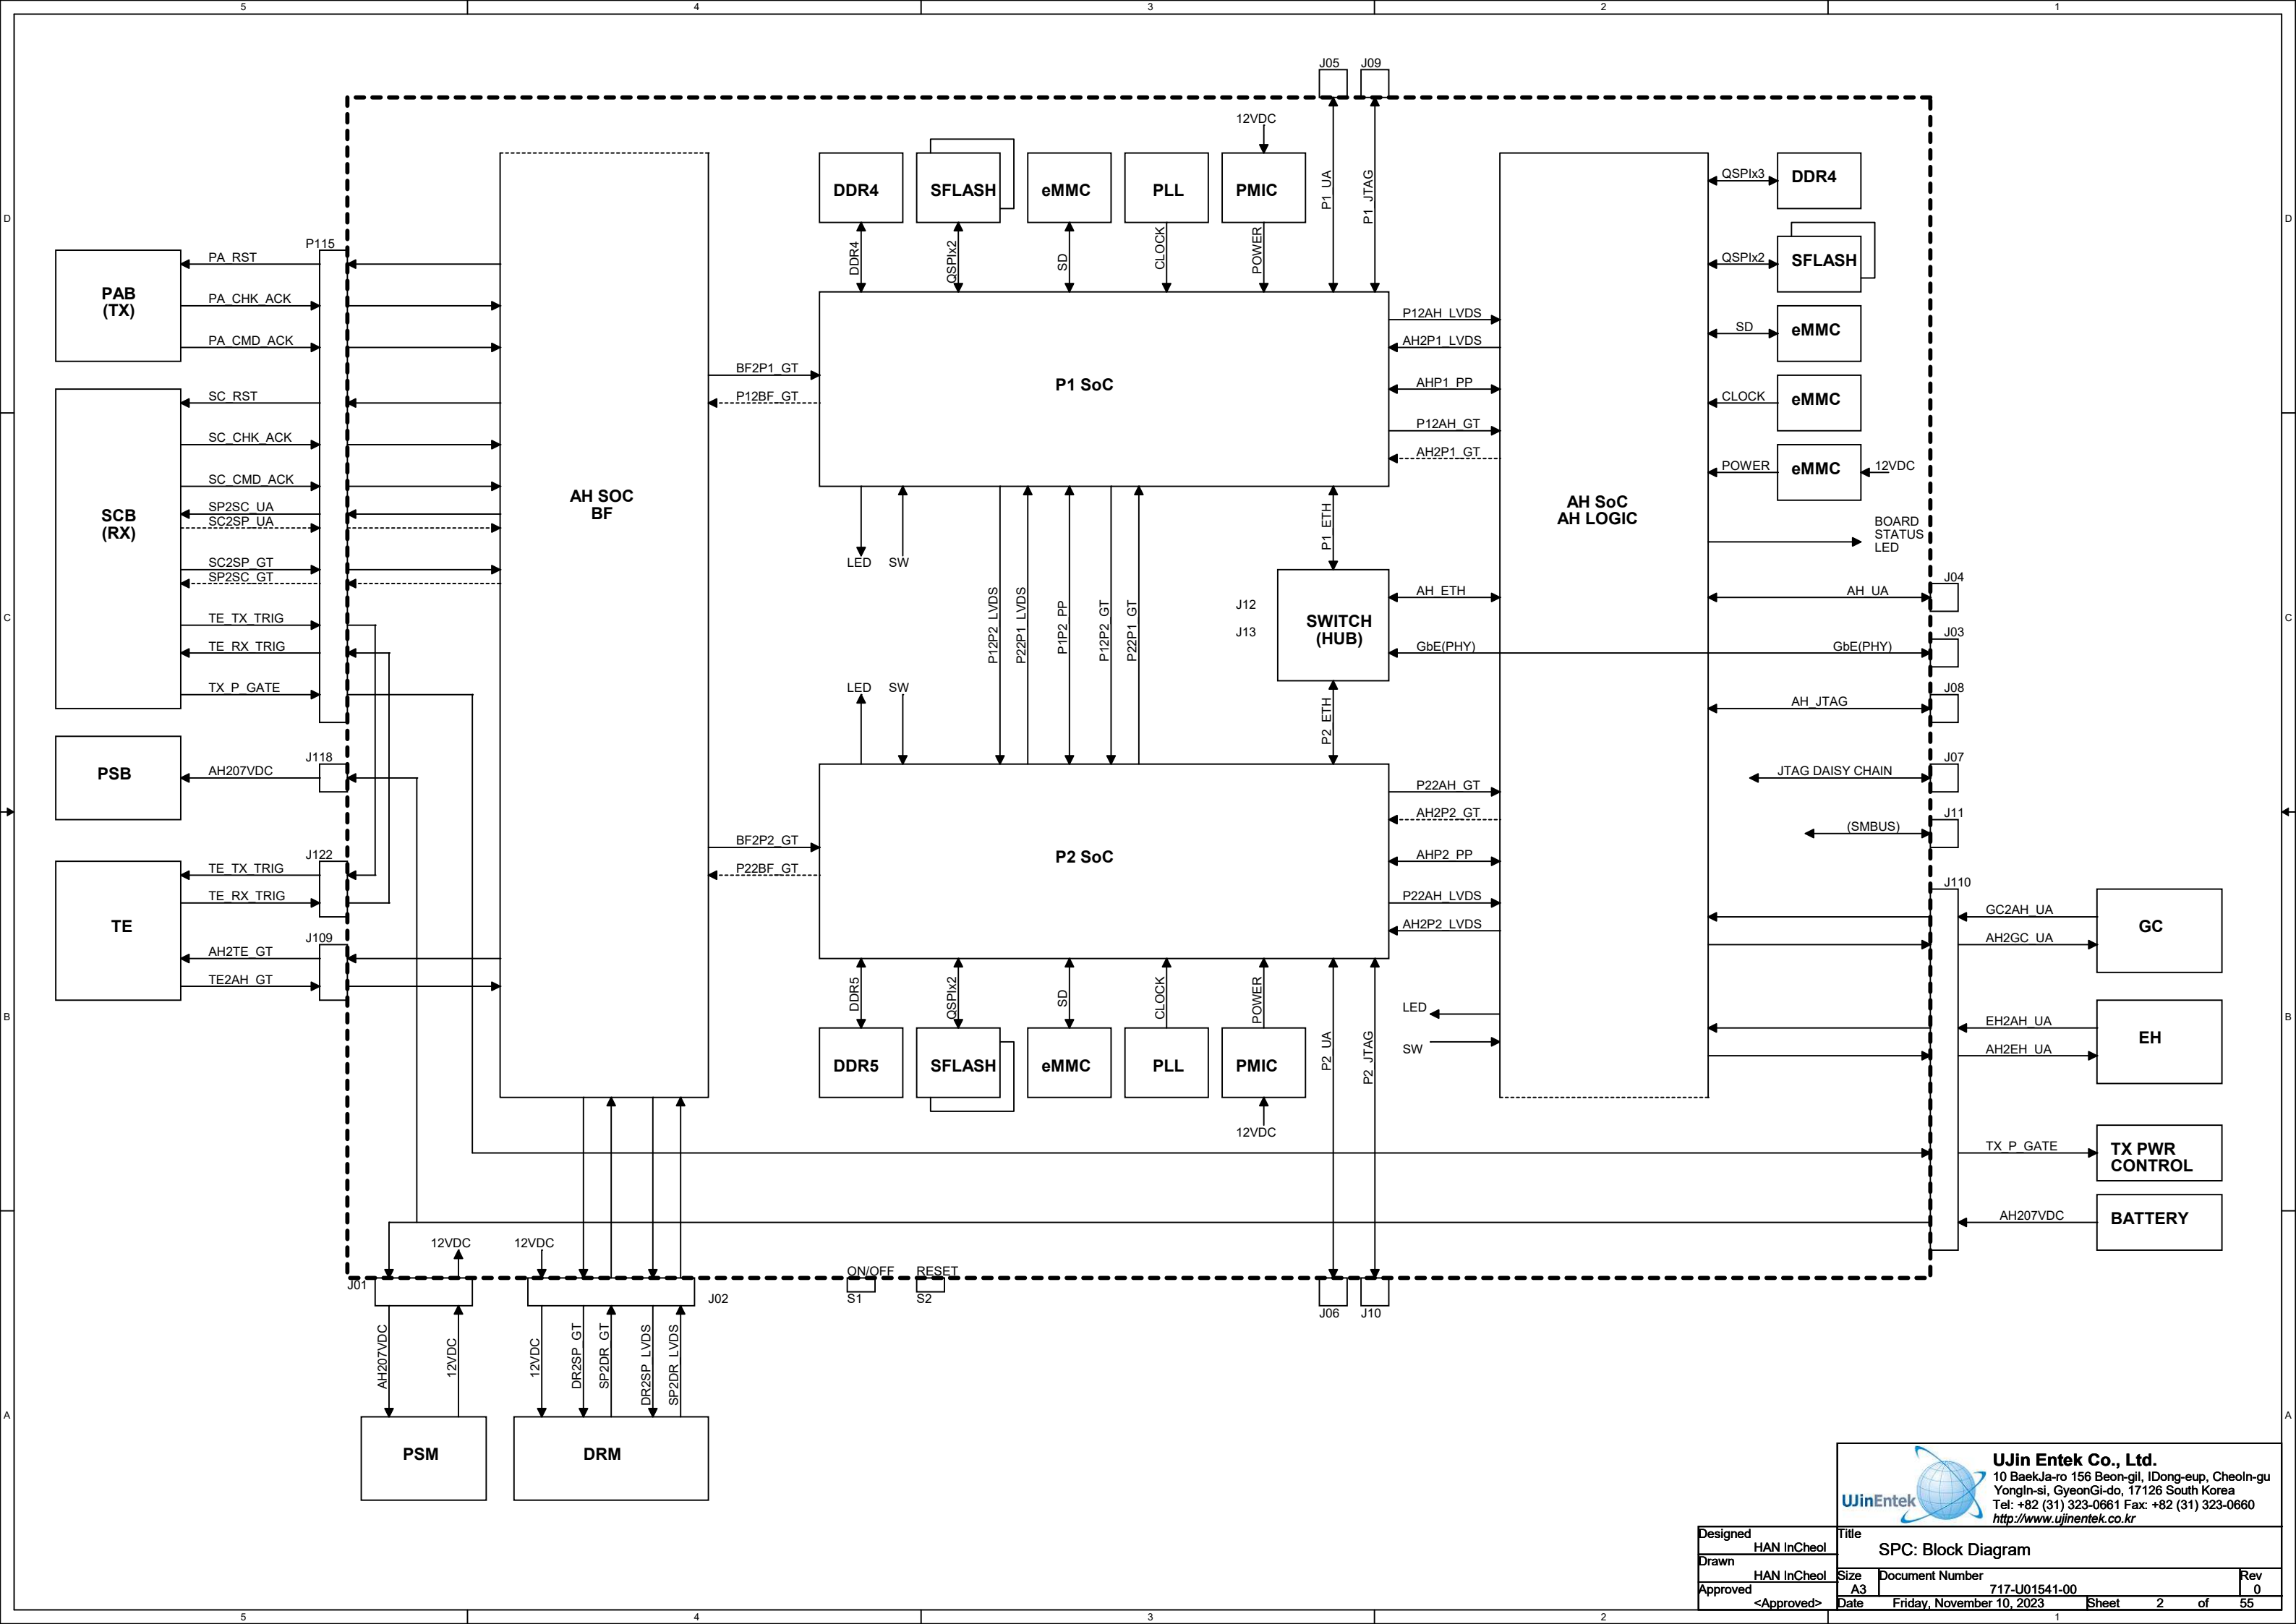 5 4 3 2 1
J05 J09
12VDC
DDR4
SFLASH
eMMC
PLL
PMIC
P1_UA
P1_JTAG
QSPIx3
DDR4
D
D
DDR4
QSPIx2
SD
CLOCK
POWER
P115
PA_RST
PAB
(TX)
PA_CHK_ACK
PA_CMD_ACK
QSPIx2
SFLASH
P12AH_LVDS
AH2P1_LVDS
SD
eMMC
BF2P1_GT
P12BF_GT
P1 SoC
AHP1_PP
P12AH_GT
AH2P1_GT
CLOCK
eMMC
POWER
eMMC
12VDC
SC_RST
SC_CHK_ACK
SC_CMD_ACK
SP2SC_UA
SC2SP_UA
SCB
(RX)
SC2SP_GT
SP2SC_GT
TE_TX_TRIG
TE_RX_TRIG
TX_P_GATE
AH SOC
BF
AH SoC
AH LOGIC
BOARD
STATUS
LED
LED
SW
P12P2_LVDS
P22P1_LVDS
P1P2_PP
P12P2_GT
P22P1_GT
P1_ETH
J12
J13
SWITCH
(HUB)
AH_ETH
GbE(PHY)
P2_ETH
AH_UA
J04
GbE(PHY)
J03
AH_JTAG
J08
JTAG DAISY CHAIN
J07
(SMBUS)
J11
C
C
LED
SW
PSB
AH207VDC
J118
TE
TE_TX_TRIG
TE_RX_TRIG
J122
AH2TE_GT
TE2AH_GT
J109
BF2P2_GT
P22BF_GT
P2 SoC
P22AH_GT
AH2P2_GT
AHP2_PP
P22AH_LVDS
AH2P2_LVDS
J110
GC2AH_UA
AH2GC_UA
GC
EH2AH_UA
AH2EH_UA
EH
TX_P_GATE
TX PWR
CONTROL
AH207VDC
BATTERY
B
B
LED
SW
DDR5
QSPIx2
SD
CLOCK
POWER
P2_UA
P2_JTAG
DDR5
SFLASH
eMMC
PLL
PMIC
12VDC
12VDC
12VDC
J01
J02
ON/OFF
S1
RESET
S2
J06
J10
AH207VDC
12VDC
12VDC
DR2SP_GT
SP2DR_GT
DR2SP_LVDS
SP2DR_LVDS
PSM
DRM
A
A
UJinEntek
UJin Entek Co., Ltd.
10 BaekJa-ro 156 Beon-gil, IDong-eup, CheoIn-gu
YongIn-si, GyeonGi-do, 17126 South Korea
Tel: +82 (31) 323-0661 Fax: +82 (31) 323-0660
http://www.ujinentek.co.kr
Designed
HAN InCheol
Drawn
HAN InCheol
Approved
<Approved>
Title
SPC: Block Diagram
Size
A3
Document Number
717-U01541-00
Rev
0
Date Friday, November 10, 2023 Sheet 2 of 55
5 4 3 2 1